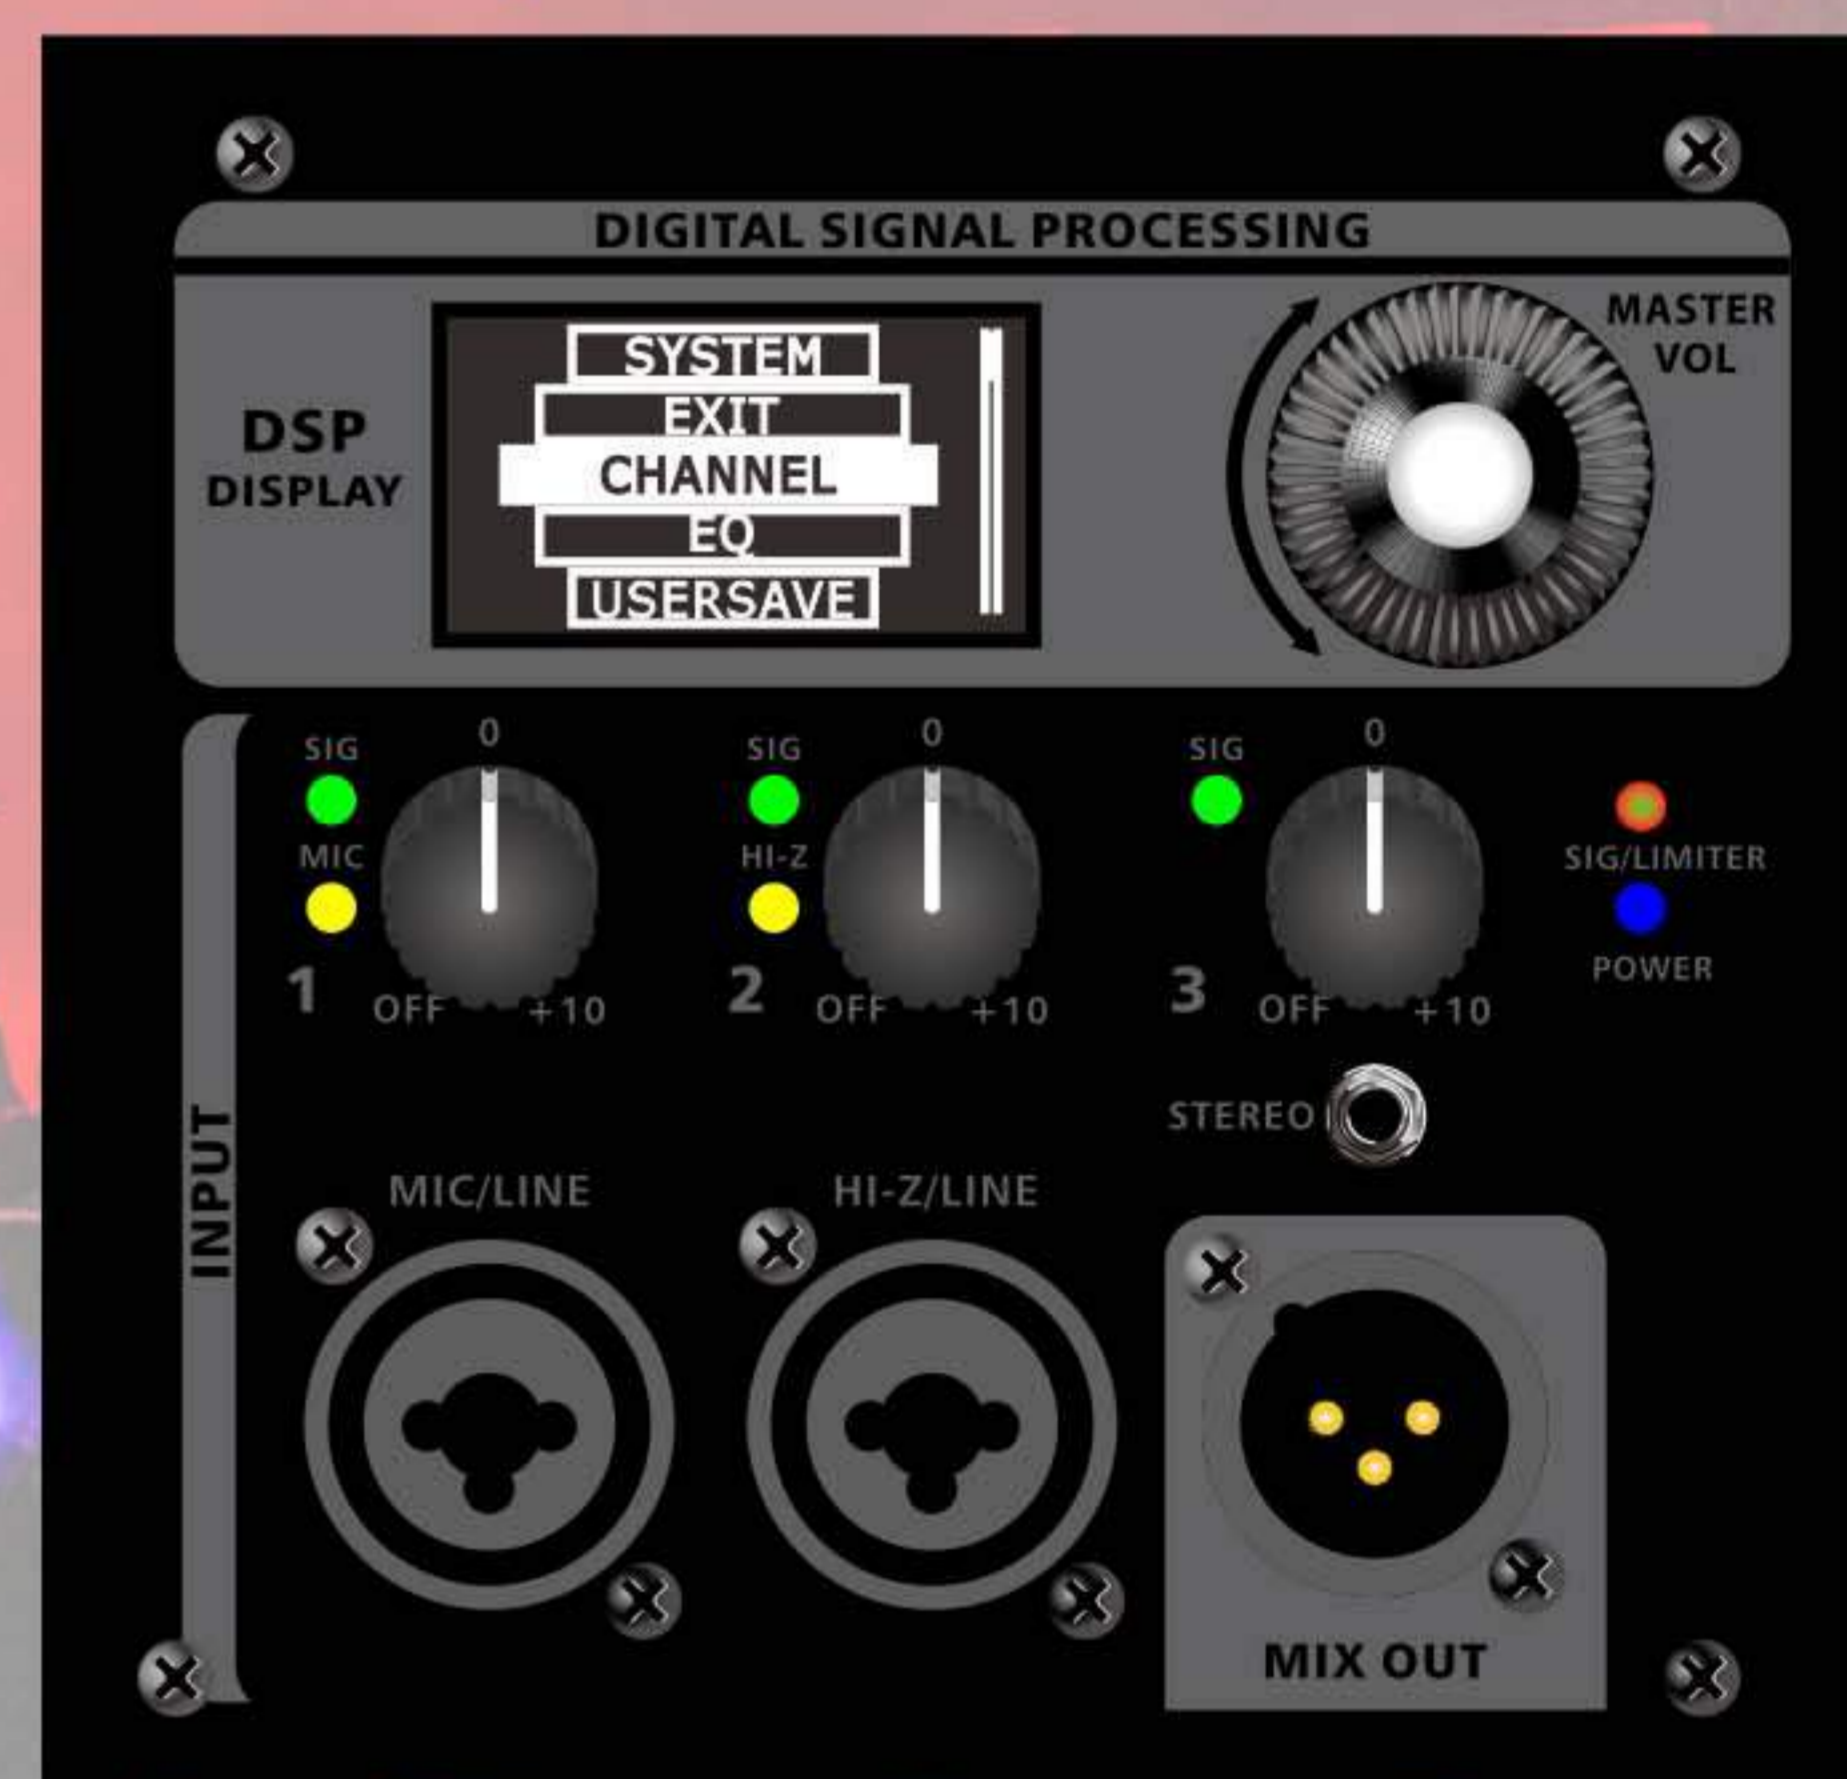 DIGITAL SIGNAL PROCESSING
DSP
DISPLAY
SYSTEM
EXIT
CHANNEL
EQ
USERSAVE
MASTER
VOL
SIG
0
SIG
0
SIG
0
MIC
HI-Z
SIG/LIMITER
1
2
3
POWER
OFF
+10
OFF
+10
OFF
+10
STEREO
INPUT
MIC/LINE
HI-Z/LINE
MIX OUT